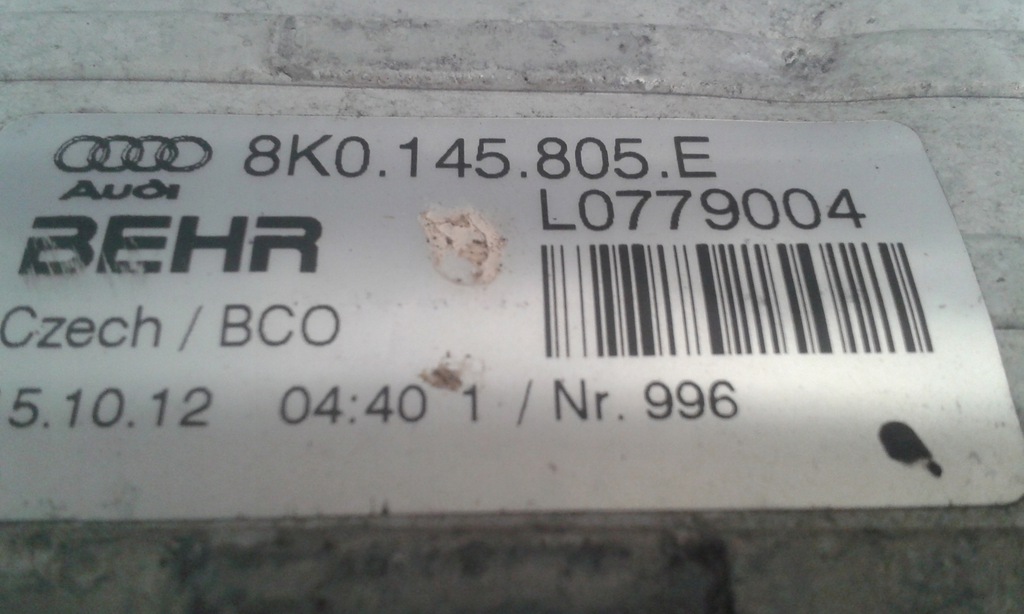 Audi
8K0.145.805.E
L0779004
BEHR
Czech / BCO
5.10.12 04:40 1 / Nr. 996